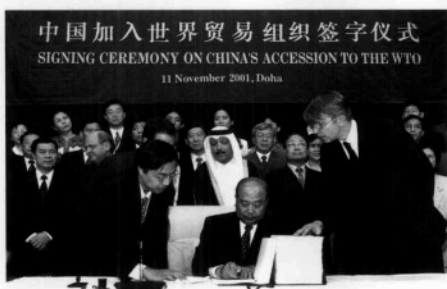 中国加入世界贸易组织签字仪式
SIGNING CEREMONY ON CHINA'S ACCESSION TO THE WTO
11 November 2001, Doha